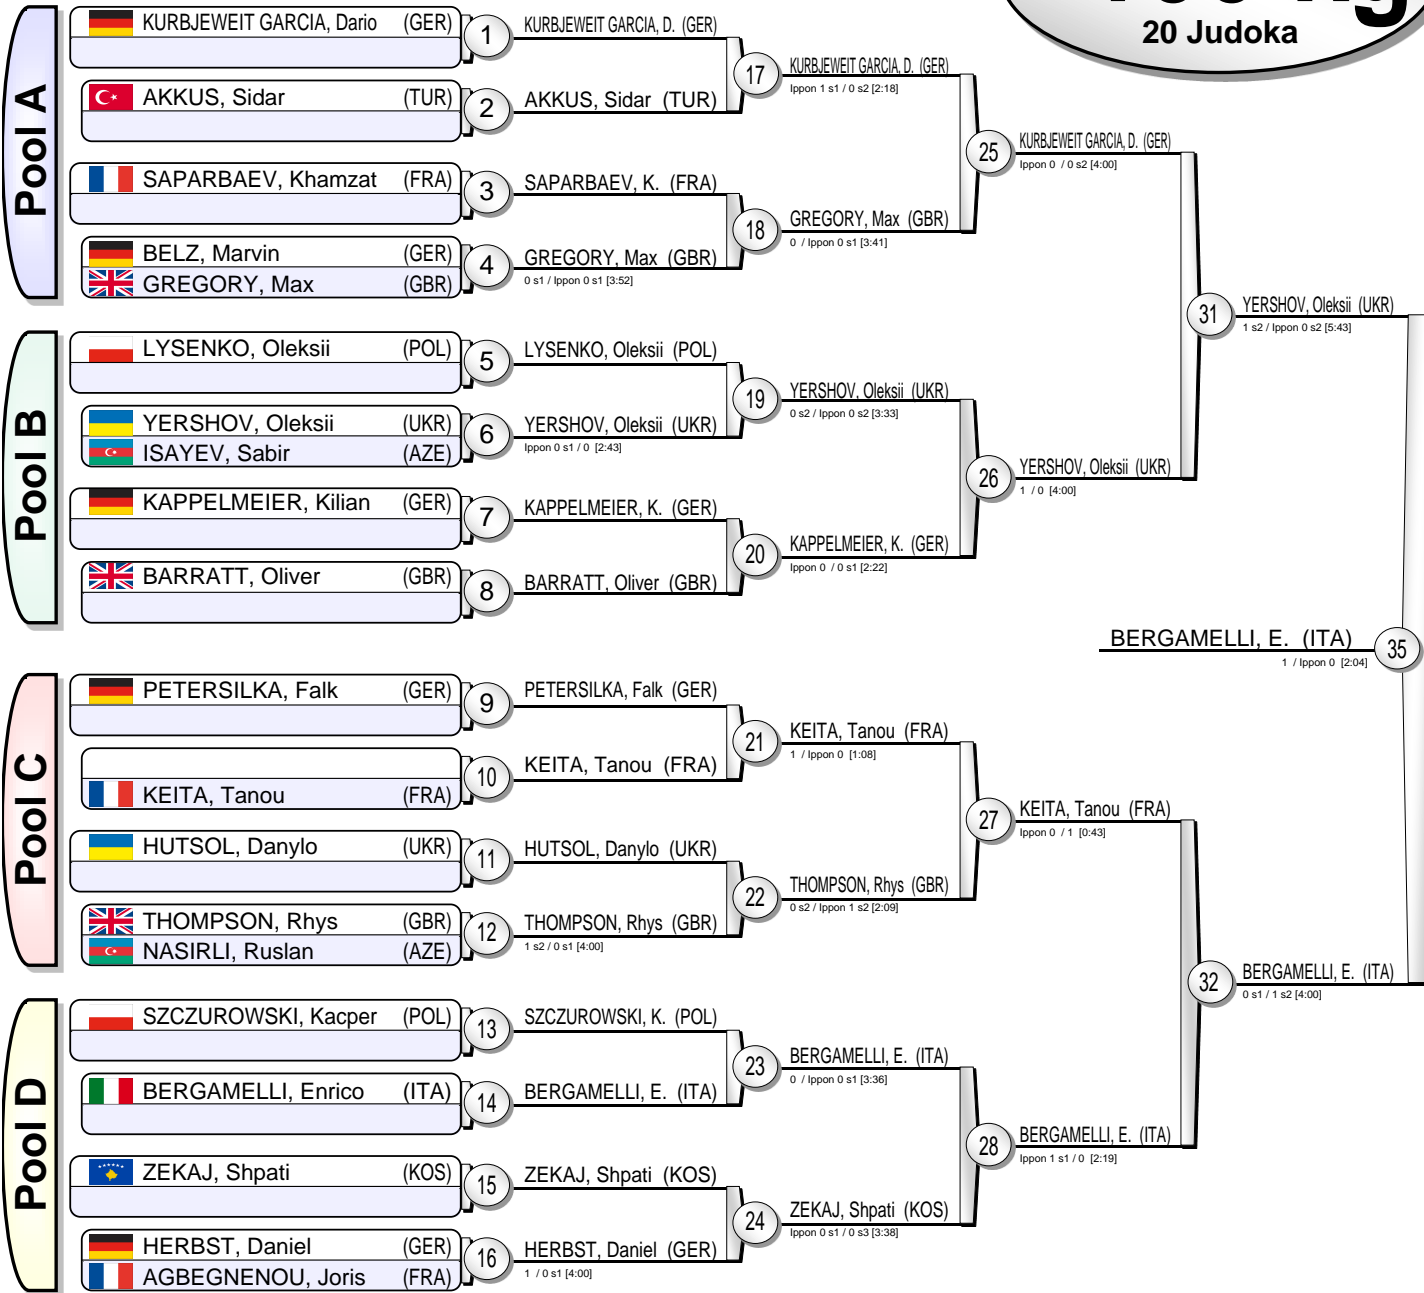 20 Judoka
Pool A
KURBJEWEIT GARCIA, Dario (GER)
1
KURBJEWEIT GARCIA, D. (GER)
AKKUS, Sidar (TUR)
2
AKKUS, Sidar (TUR)
17
KURBJEWEIT GARCIA, D. (GER)
Ippon 1 s1 / 0 s2 [2:18]
SAPARBAEV, Khamzat (FRA)
3
SAPARBAEV, K. (FRA)
BELZ, Marvin (GER)
GREGORY, Max (GBR)
4
GREGORY, Max (GBR)
0 s1 / Ippon 0 s1 [3:52]
18
GREGORY, Max (GBR)
0 / Ippon 0 s1 [3:41]
25
KURBJEWEIT GARCIA, D. (GER)
Ippon 0 / 0 s2 [4:00]
Pool B
LYSENKO, Oleksii (POL)
5
LYSENKO, Oleksii (POL)
YERSHOV, Oleksii (UKR)
ISAYEV, Sabir (AZE)
6
YERSHOV, Oleksii (UKR)
Ippon 0 s1 / 0 [2:43]
19
YERSHOV, Oleksii (UKR)
0 s2 / Ippon 0 s2 [3:33]
KAPPELMEIER, Kilian (GER)
7
KAPPELMEIER, K. (GER)
BARRATT, Oliver (GBR)
8
BARRATT, Oliver (GBR)
20
KAPPELMEIER, K. (GER)
Ippon 0 / 0 s1 [2:22]
26
YERSHOV, Oleksii (UKR)
1 / 0 [4:00]
31
YERSHOV, Oleksii (UKR)
1 s2 / Ippon 0 s2 [5:43]
BERGAMELLI, E. (ITA)
1 / Ippon 0 [2:04]
35
Pool C
PETERSILKA, Falk (GER)
9
PETERSILKA, Falk (GER)
KEITA, Tanou (FRA)
10
KEITA, Tanou (FRA)
21
KEITA, Tanou (FRA)
1 / Ippon 0 [1:08]
HUTSOL, Danylo (UKR)
11
HUTSOL, Danylo (UKR)
THOMPSON, Rhys (GBR)
NASIRLI, Ruslan (AZE)
12
THOMPSON, Rhys (GBR)
1 s2 / 0 s1 [4:00]
22
THOMPSON, Rhys (GBR)
0 s2 / Ippon 1 s2 [2:09]
27
KEITA, Tanou (FRA)
Ippon 0 / 1 [0:43]
Pool D
SZCZUROWSKI, Kacper (POL)
13
SZCZUROWSKI, K. (POL)
BERGAMELLI, Enrico (ITA)
14
BERGAMELLI, E. (ITA)
23
BERGAMELLI, E. (ITA)
0 / Ippon 0 s1 [3:36]
ZEKAJ, Shpati (KOS)
15
ZEKAJ, Shpati (KOS)
HERBST, Daniel (GER)
AGBEGNENOU, Joris (FRA)
16
HERBST, Daniel (GER)
1 / 0 s1 [4:00]
24
ZEKAJ, Shpati (KOS)
Ippon 0 s1 / 0 s3 [3:38]
28
BERGAMELLI, E. (ITA)
Ippon 1 s1 / 0 [2:19]
32
BERGAMELLI, E. (ITA)
0 s1 / 1 s2 [4:00]